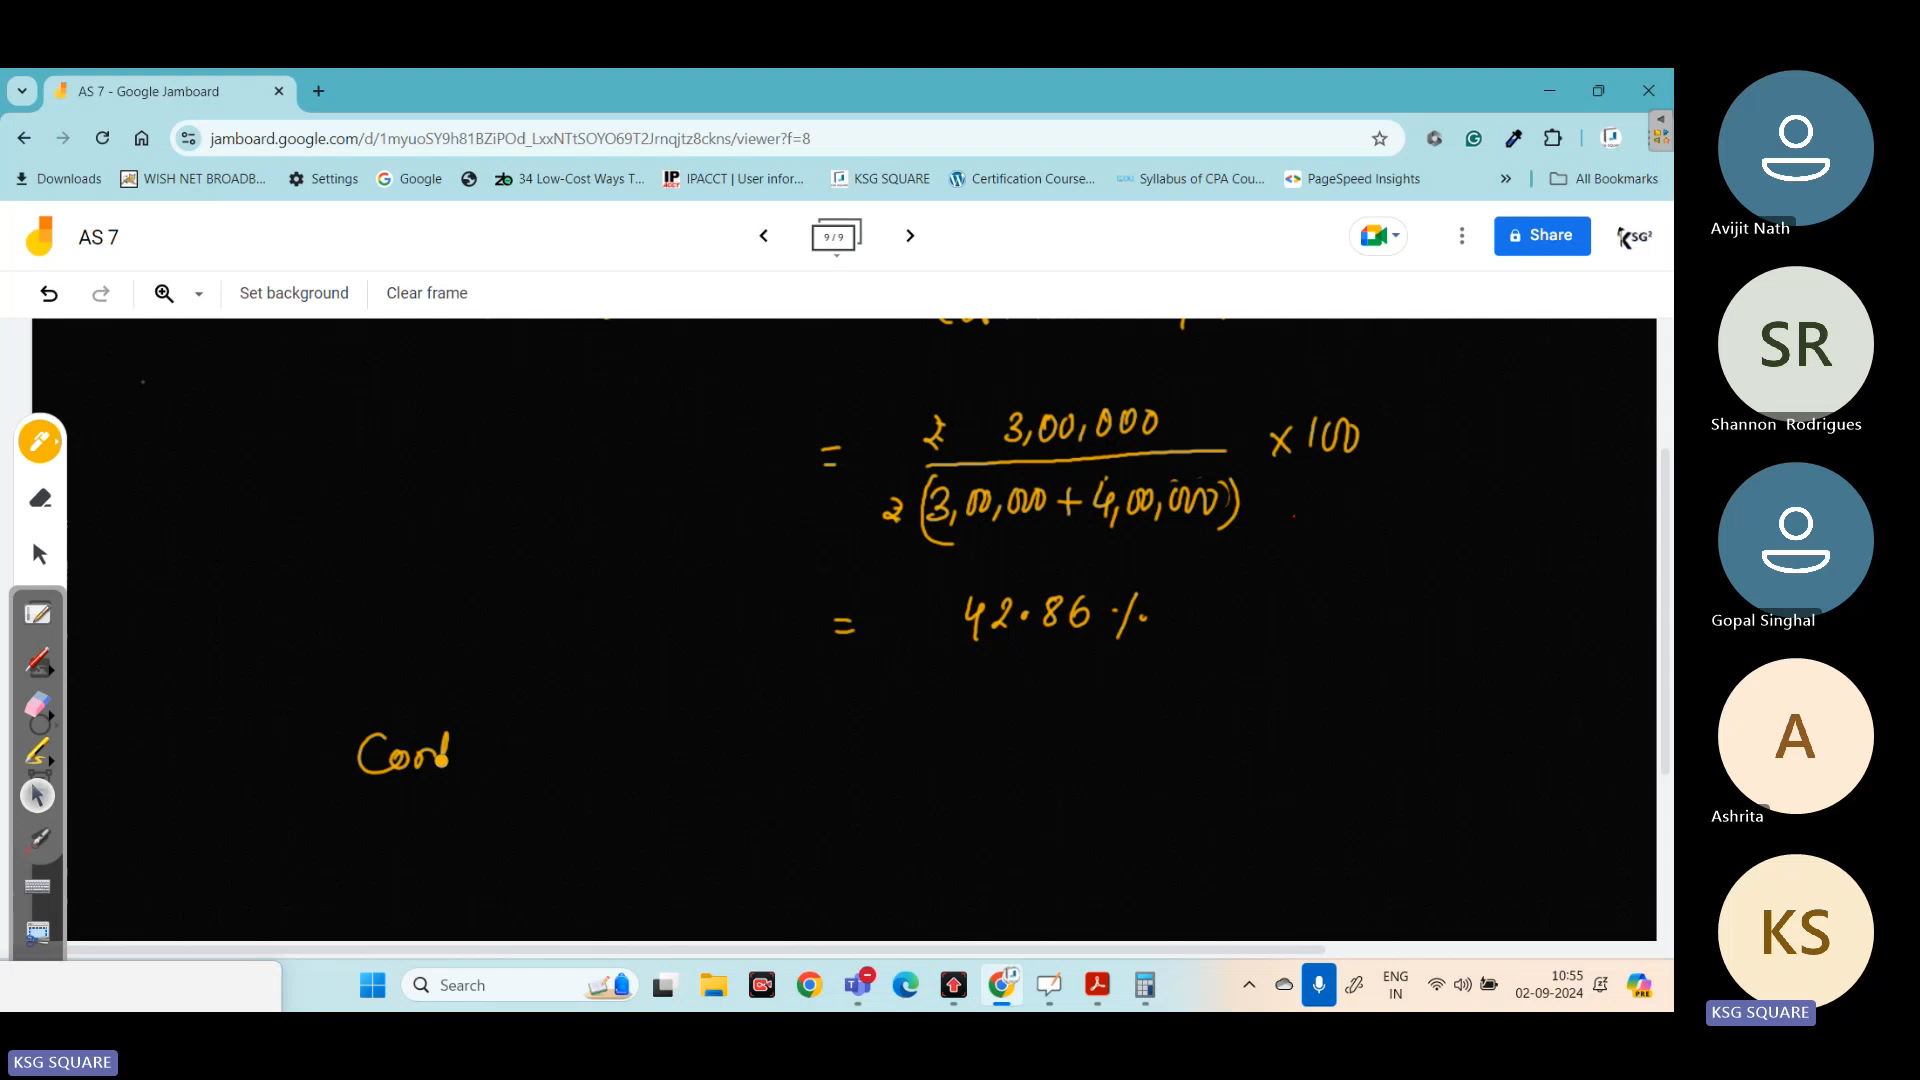 AS 7 - Google Jamboard
jamboard.google.com/d/1myuoSY9h81BZiPOd_LxxNTtSOYO69T2Jrnqjtz8ckns/viewer?f=8
Downloads WISH NET BROADB... Settings Google 34 Low-Cost Ways T... IPACCT | User infor... KSG SQUARE Certification Course... Syllabus of CPA Cou... PageSpeed Insights » All Bookmarks
AS 7 9 / 9 Share KSG²
Set background Clear frame
₹ 3,00,000
= × 100
₹ (3,00,000 + 4,00,000)
= 42.86 %
Search
ENG
IN
10:55
02-09-2024
Avijit Nath
SR
Shannon Rodrigues
Gopal Singhal
A
Ashrita
KS
KSG SQUARE
KSG SQUARE